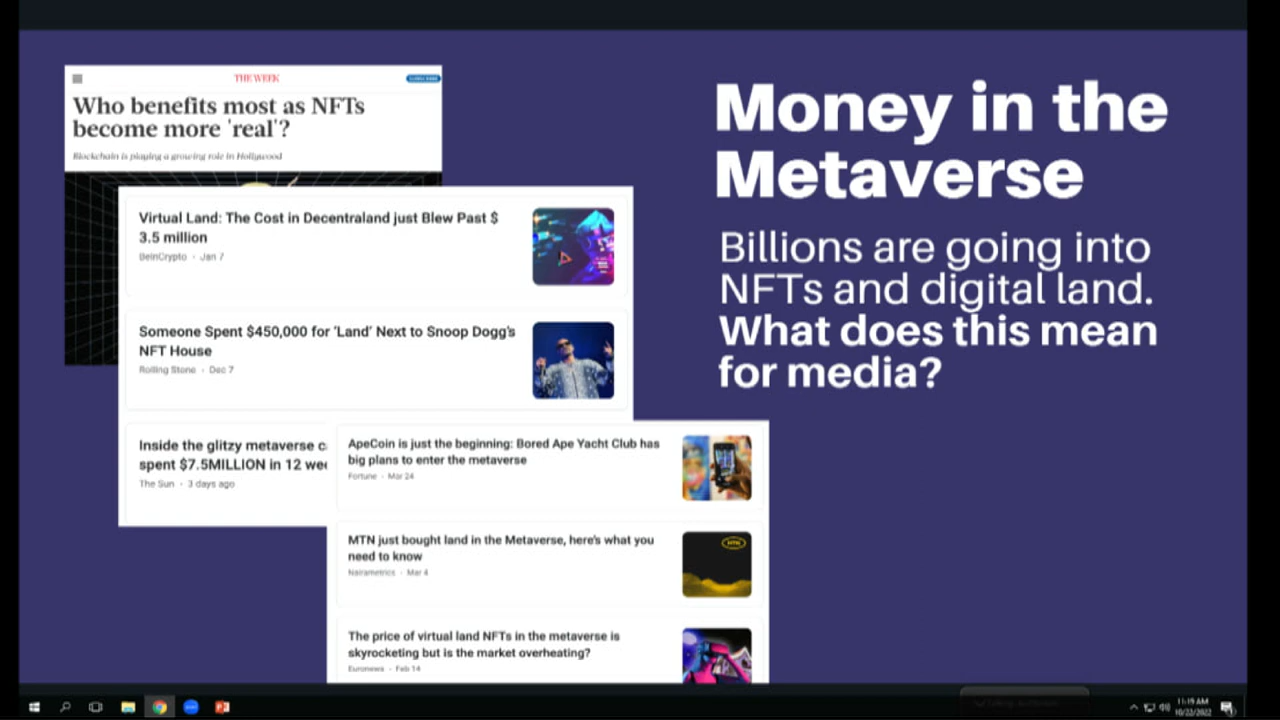 THE WEEK
Who benefits most as NFTs
become more 'real'?
Blockchain is playing a growing role in Hollywood
Virtual Land: The Cost in Decentraland just Blew Past $
3.5 million
BeInCrypto · Jan 7
Someone Spent $450,000 for 'Land' Next to Snoop Dogg's
NFT House
Rolling Stone · Dec 7
Inside the glitzy metaverse
spent $7.5MILLION in 12
The Sun · 3 days ago
ApeCoin is just the beginning: Bored Ape Yacht Club has
big plans to enter the metaverse
Fortune · Mar 24
MTN just bought land in the Metaverse, here's what you
need to know
Nairametrics · Mar 4
MTN
The price of virtual land NFTs in the metaverse is
skyrocketing but is the market overheating?
Euronews · Feb 14
Money in the
Metaverse
Billions are going into
NFTs and digital land.
What does this mean
for media?
11:19 AM
10/22/2022